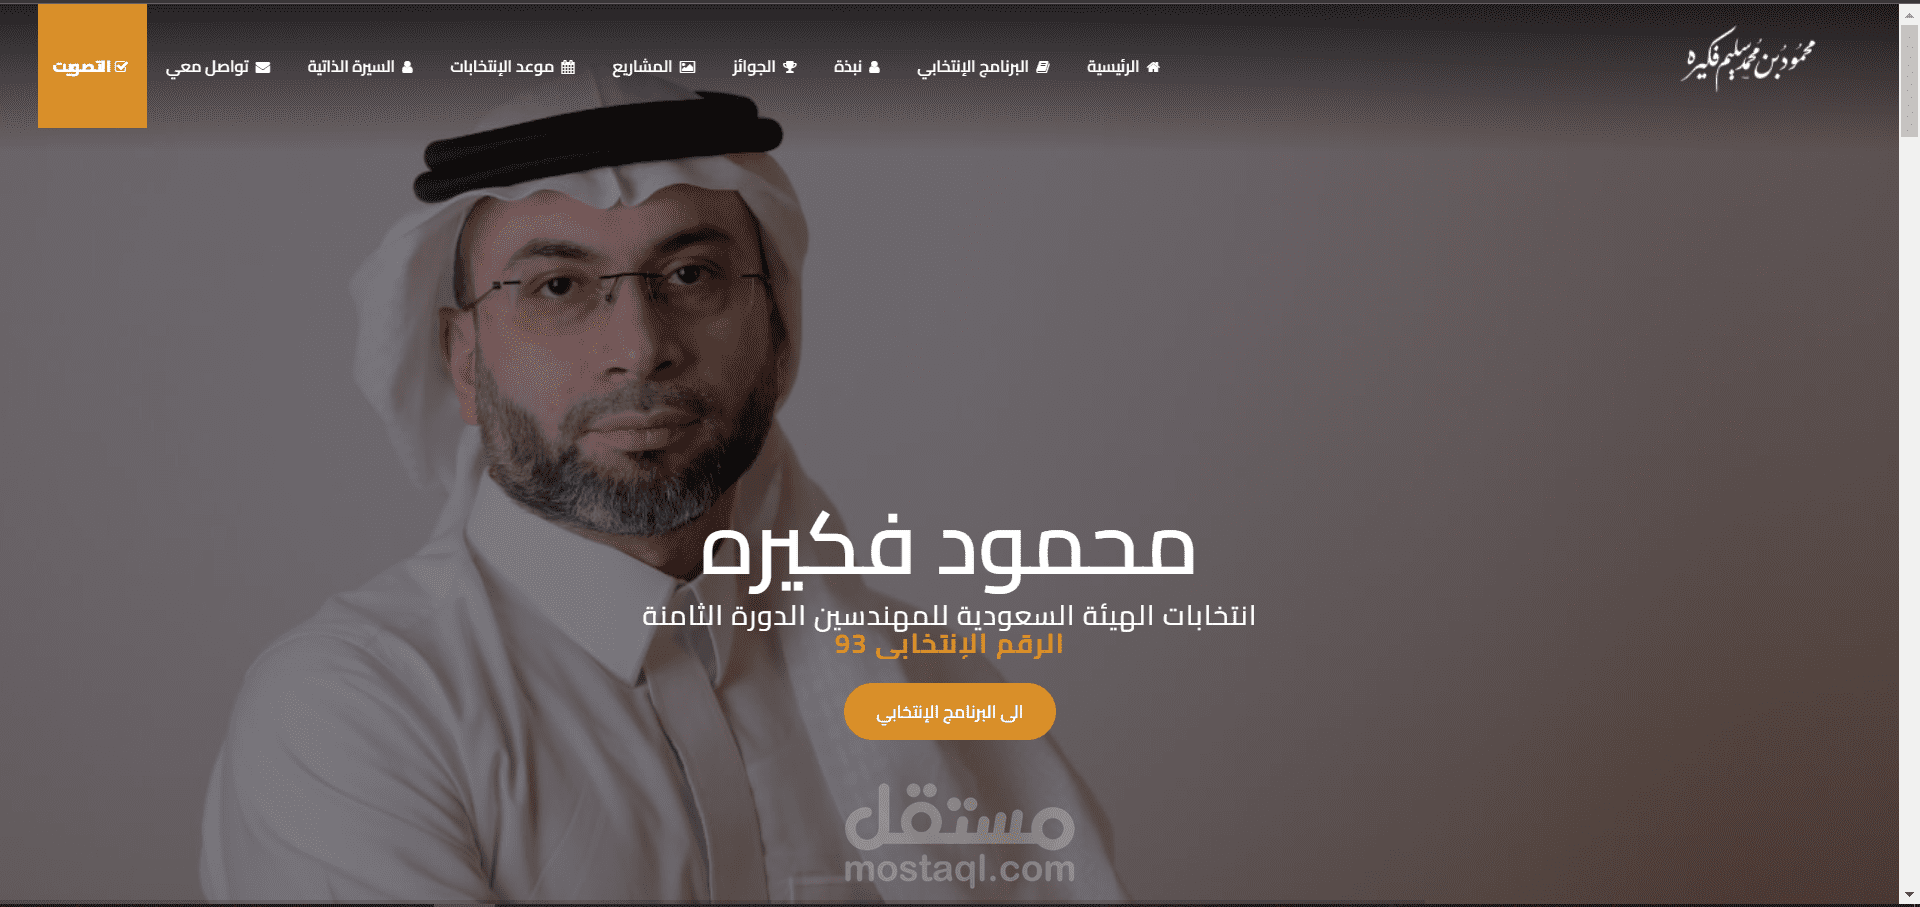 محمود بن محمد سليم فكيره
الرئيسية
البرنامج الإنتخابي
نبذة
الجوائز
المشاريع
موعد الإنتخابات
السيرة الذاتية
تواصل معي
التصويت
محمود فكيره
انتخابات الهيئة السعودية للمهندسين الدورة الثامنة
الرقم الإنتخابي 93
الى البرنامج الإنتخابي
مستقل
mostaql.com